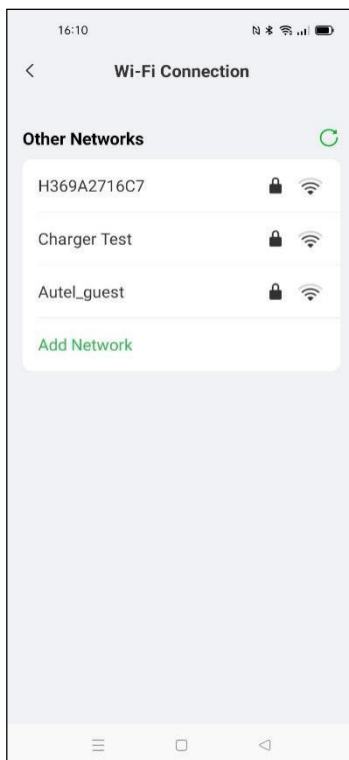 16:10
Wi-Fi Connection
Other Networks
H369A2716C7
Charger Test
Autel_guest
Add Network